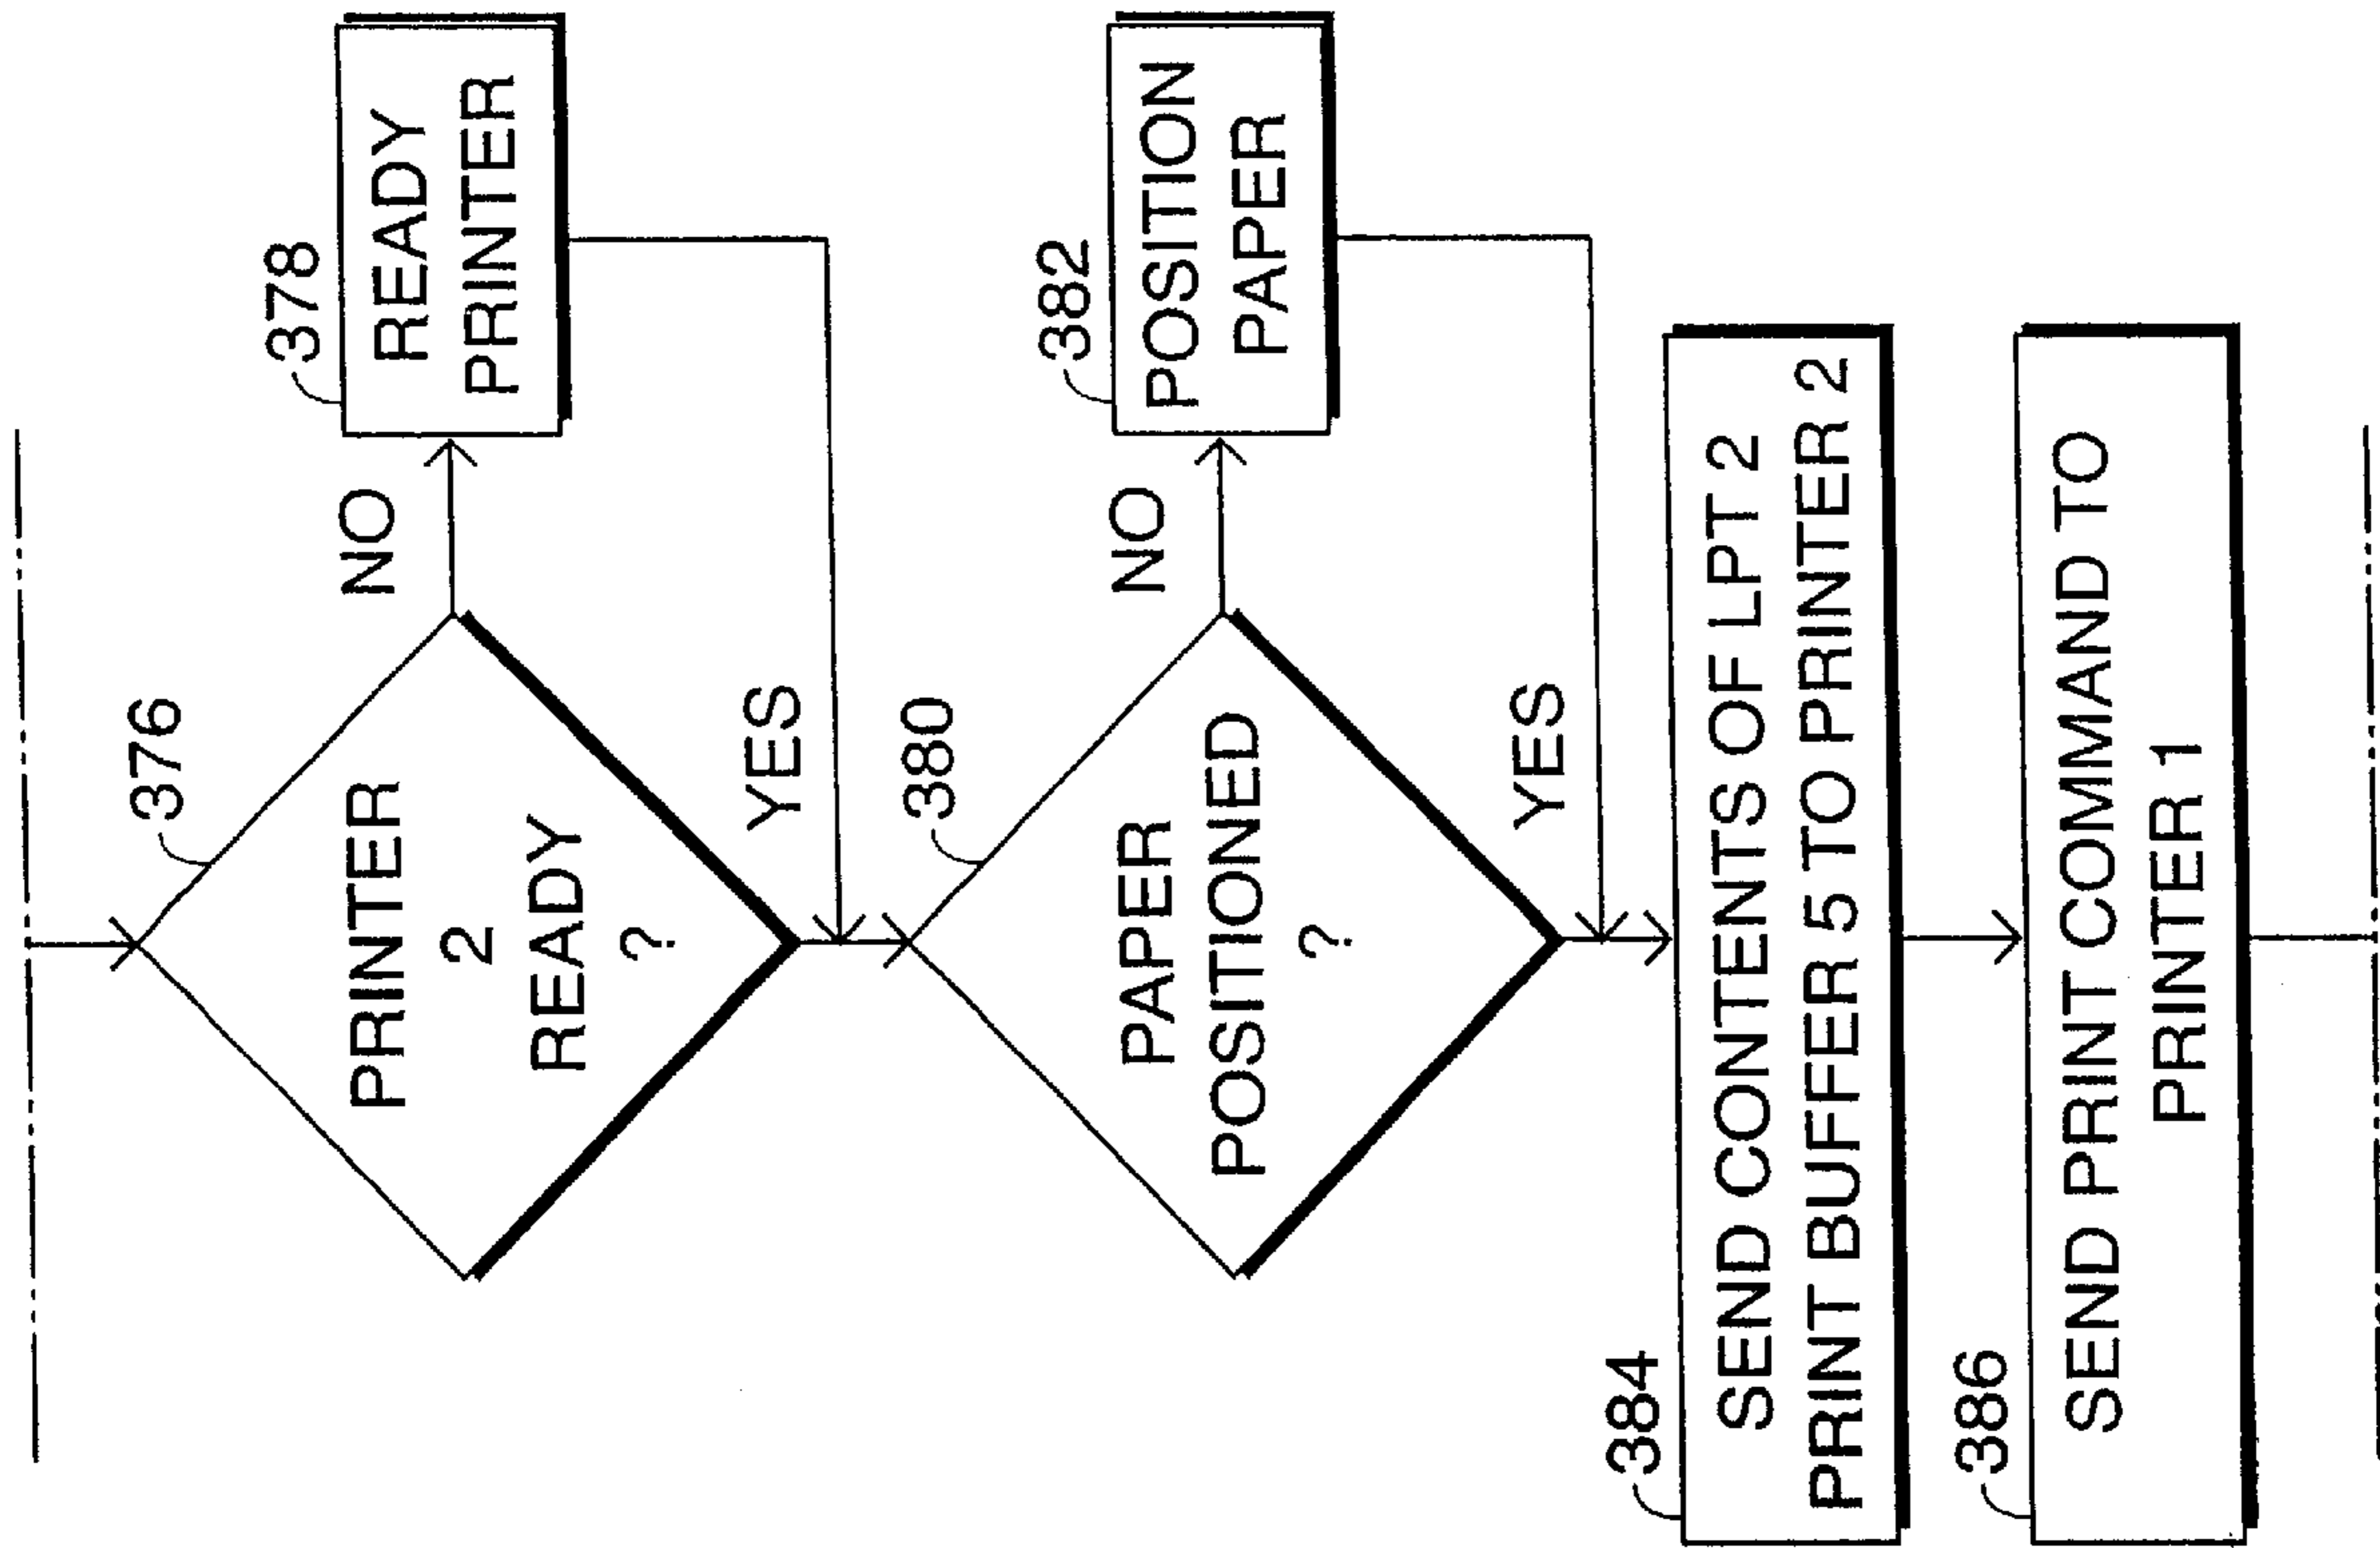 376
PRINTER
2
READY
?
NO
378
READY
PRINTER
YES
380
PAPER
POSITIONED
?
NO
382
POSITION
PAPER
YES
384
SEND CONTENTS OF LPT 2
PRINT BUFFER 5 TO PRINTER 2
386
SEND PRINT COMMAND TO
PRINTER 1